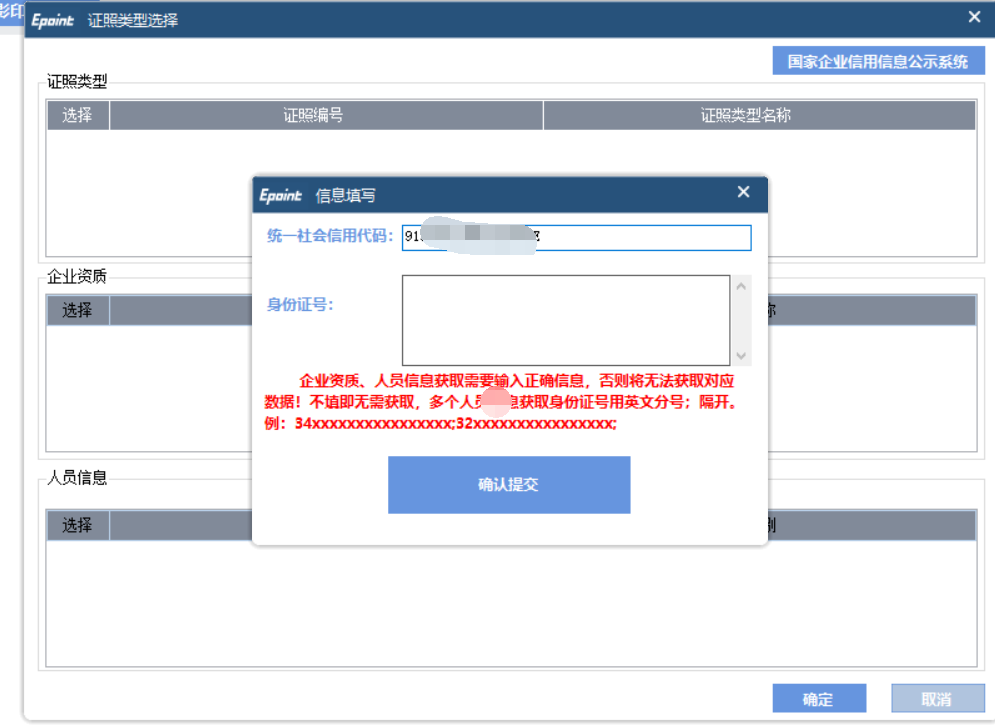 影印
Epoint 证照类型选择
国家企业信用信息公示系统
证照类型
选择 证照编号 证照类型名称
Epoint 信息填写
统一社会信用代码：
企业资质
选择
身份证号：
企业资质、人员信息获取需要输入正确信息，否则将无法获取对应
数据！不填即无需获取，多个人员 息获取身份证号用英文分号；隔开。
例：34xxxxxxxxxxxxxxxx;32xxxxxxxxxxxxxxxx;
确认提交
人员信息
选择
确定 取消